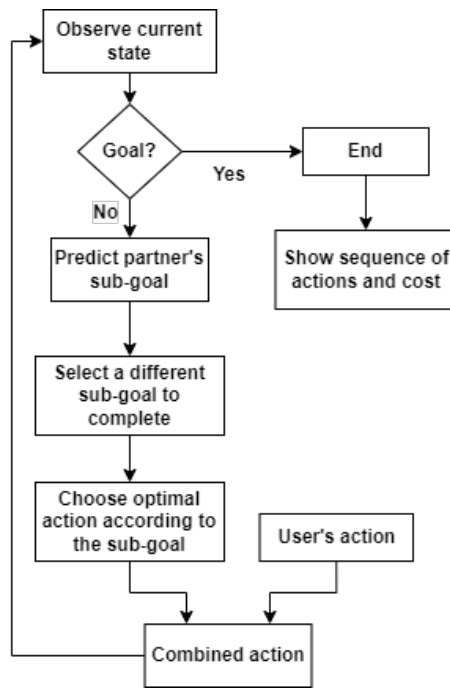 Observe current
state
Goal?
Yes
End
No
Predict partner's
sub-goal
Show sequence of
actions and cost
Select a different
sub-goal to
complete
Choose optimal
action according to
the sub-goal
User's action
Combined action